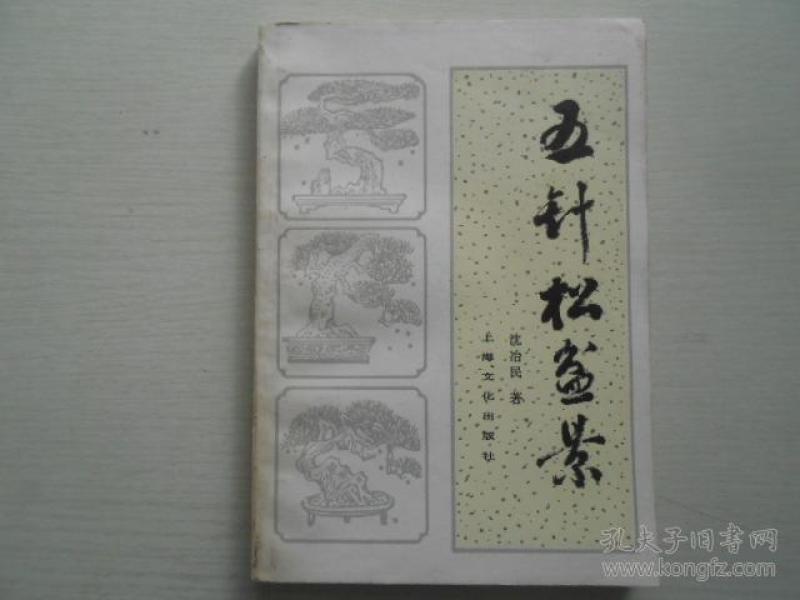 五针松盆景
沈冶民 著
上海文化出版社
孔夫子旧书网
www.kongfz.com